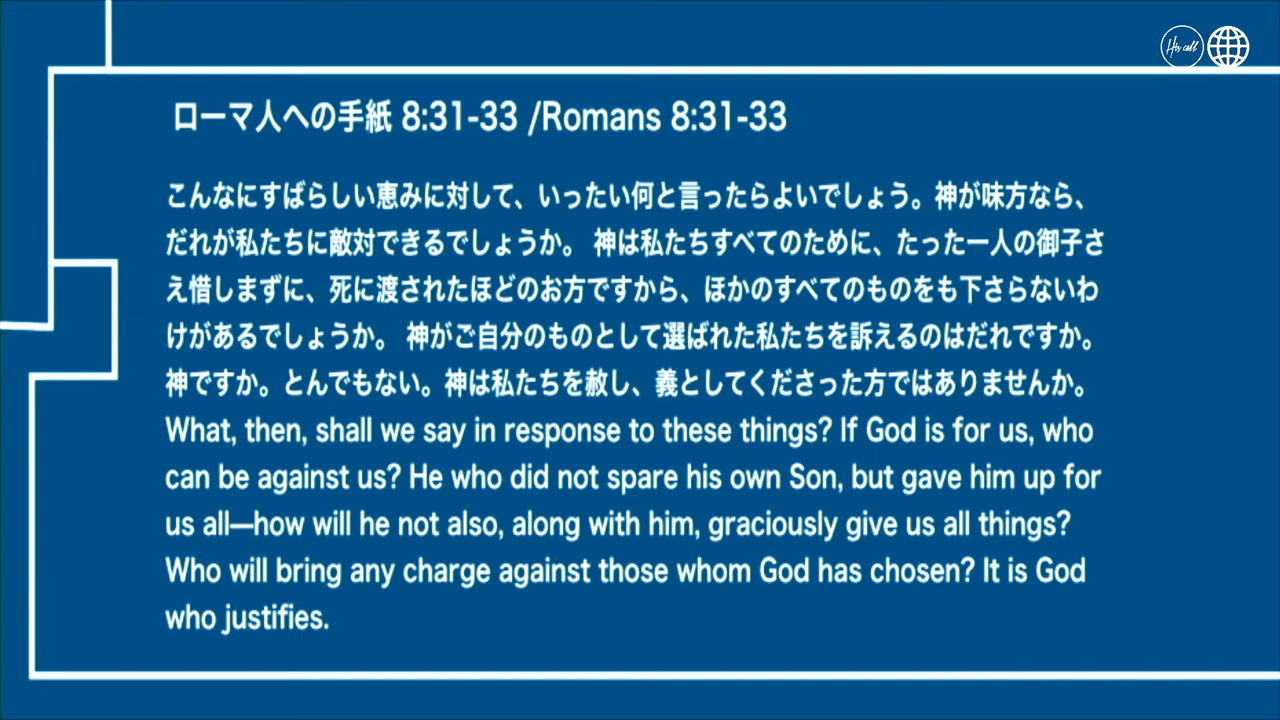 His call
ローマ人への手紙 8:31-33 /Romans 8:31-33
こんなにすばらしい恵みに対して、いったい何と言ったらよいでしょう。神が味方なら、
だれが私たちに敵対できるでしょうか。 神は私たちすべてのために、たった一人の御子さ
え惜しまずに、死に渡されたほどのお方ですから、ほかのすべてのものをも下さらないわ
けがあるでしょうか。 神がご自分のものとして選ばれた私たちを訴えるのはだれですか。
神ですか。とんでもない。神は私たちを赦し、義としてくださった方ではありませんか。
What, then, shall we say in response to these things? If God is for us, who
can be against us? He who did not spare his own Son, but gave him up for
us all—how will he not also, along with him, graciously give us all things?
Who will bring any charge against those whom God has chosen? It is God
who justifies.